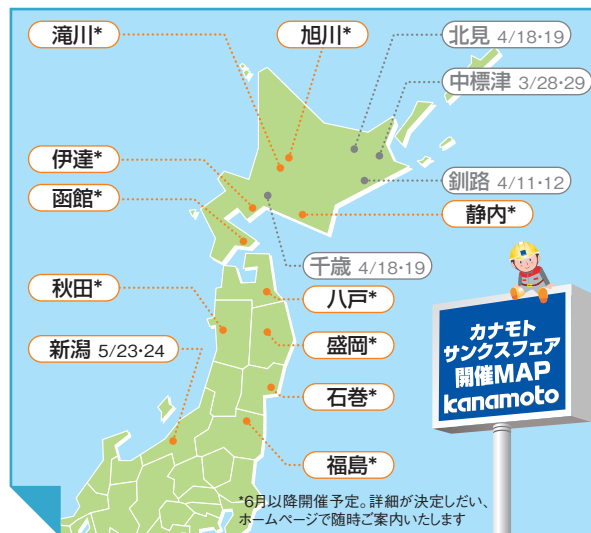 滝川*
旭川*
北見 4/18・19
中標津 3/28・29
伊達*
釧路 4/11・12
函館*
静内*
千歳 4/18・19
秋田*
八戸*
新潟 5/23・24
盛岡*
石巻*
福島*
カナモト
サンクスフェア
開催MAP
kanamoto
*6月以降開催予定。詳細が決定しだい、
ホームページで随時ご案内いたします